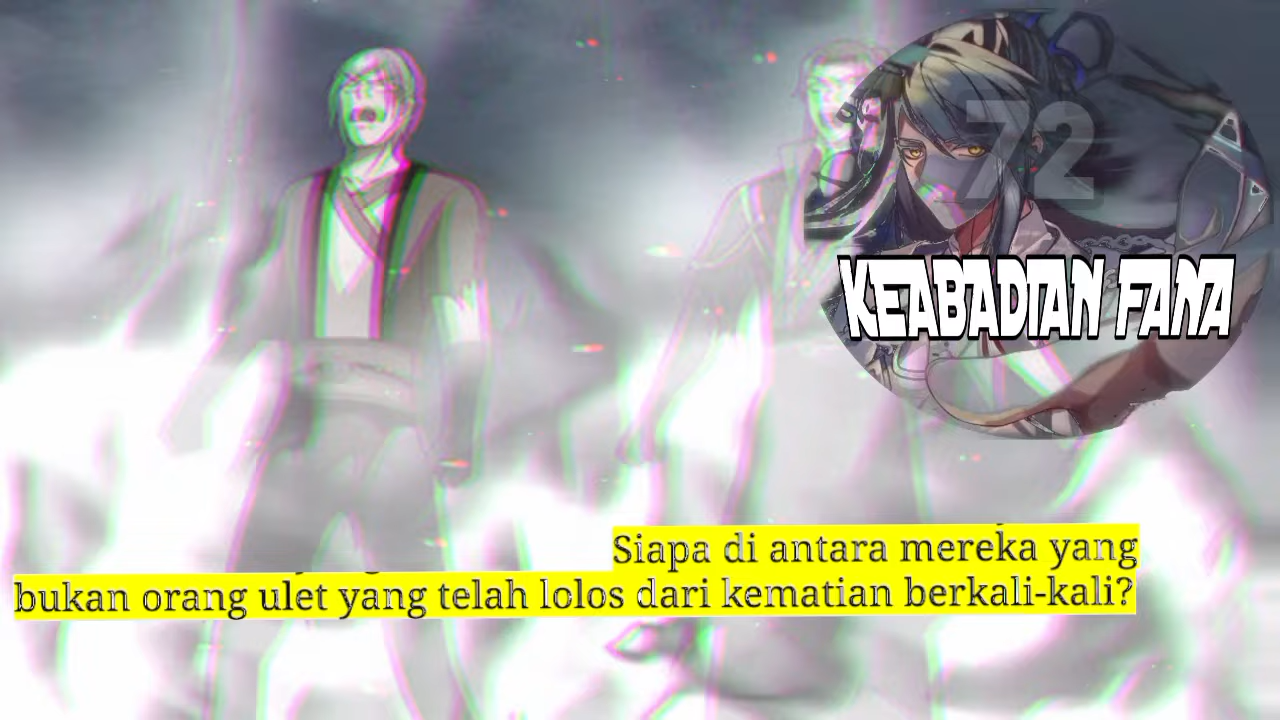 72
KEABADIAN FANA
Siapa di antara mereka yang
bukan orang ulet yang telah lolos dari kematian berkali-kali?